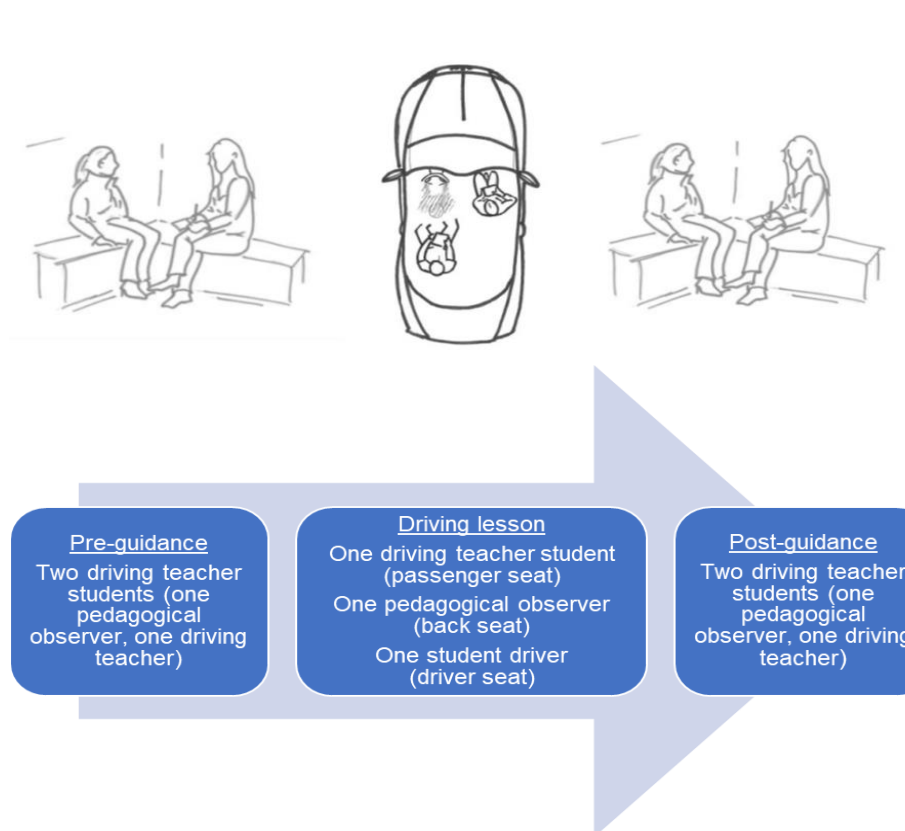 Pre-guidance
Two driving teacher
students (one
pedagogical
observer, one driving
teacher)
Driving lesson
One driving teacher student
(passenger seat)
One pedagogical observer
(back seat)
One student driver
(driver seat)
Post-guidance
Two driving teacher
students (one
pedagogical
observer, one driving
teacher)